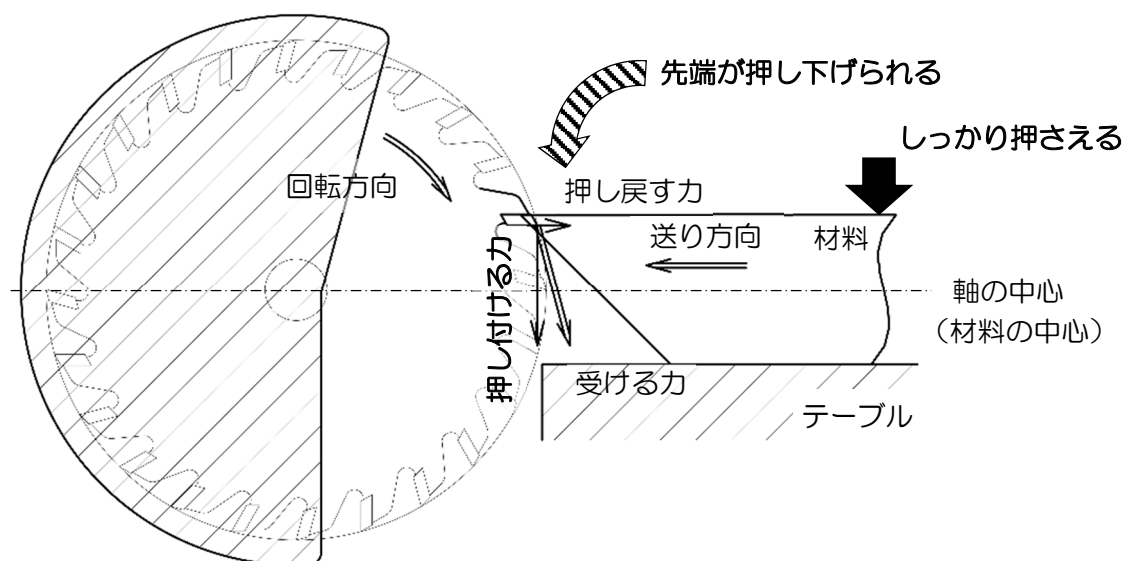 先端が押し下げられる
しっかり押さえる
回転方向
押し戻す力
送り方向
材料
押し付ける力
軸の中心
（材料の中心）
受ける力
テーブル